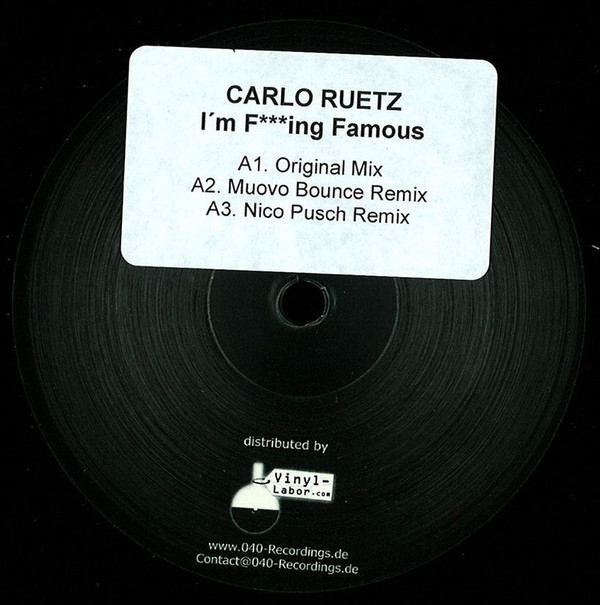 CARLO RUETZ
I´m F***ing Famous
A1. Original Mix
A2. Muovo Bounce Remix
A3. Nico Pusch Remix
distributed by
Vinyl-
Labor.com
www.040-Recordings.de
Contact@040-Recordings.de